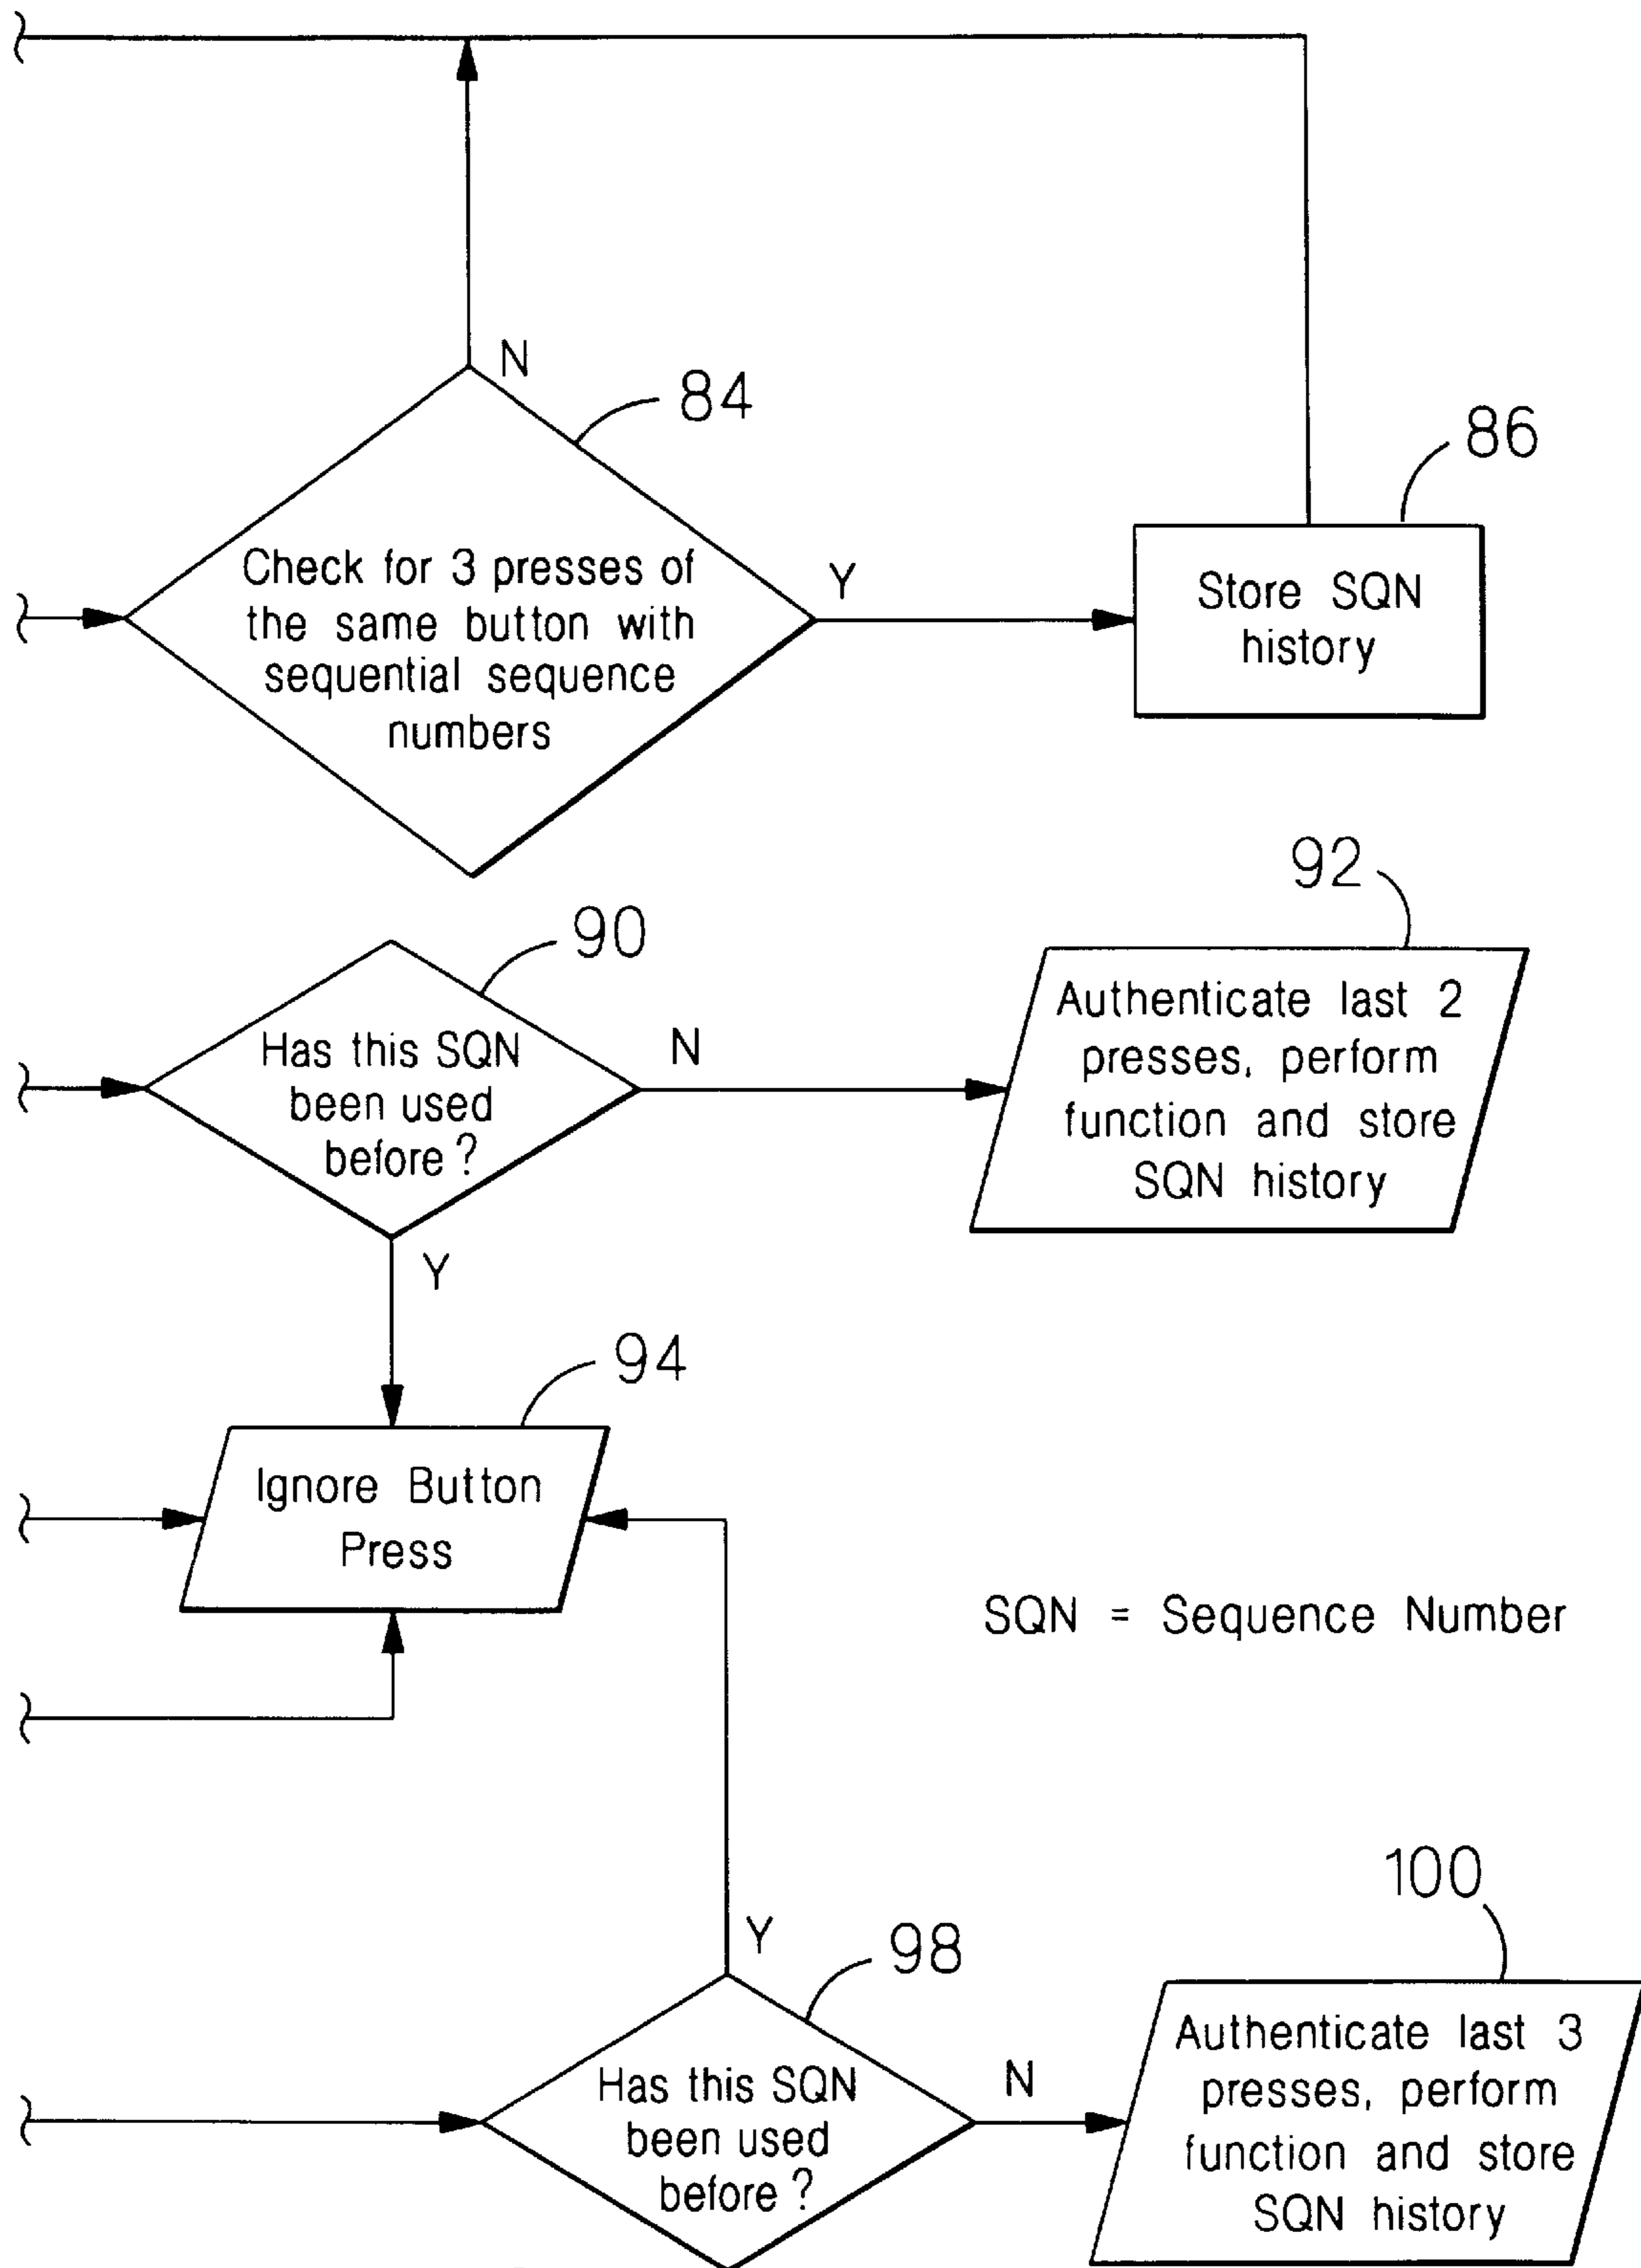 N
84
86
Check for 3 presses of
the same button with
sequential sequence
numbers
Y
Store SQN
history
92
90
Has this SQN
been used
before?
N
Authenticate last 2
presses, perform
function and store
SQN history
Y
94
Ignore Button
Press
SQN = Sequence Number
100
Y
98
Has this SQN
been used
before?
N
Authenticate last 3
presses, perform
function and store
SQN history